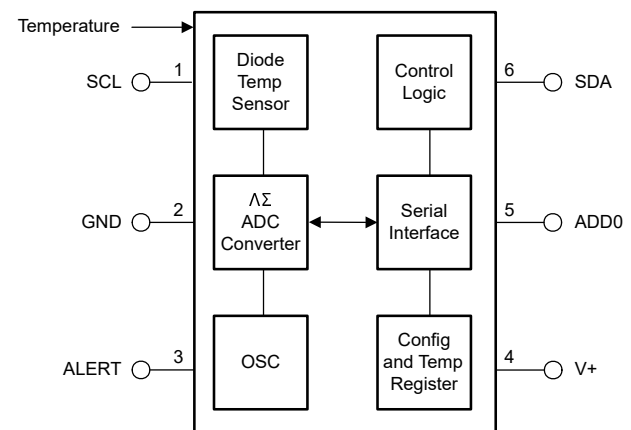 Temperature
SCL
1
Diode
Temp
Sensor
Control
Logic
6
SDA
GND
2
ΛΣ
ADC
Converter
Serial
Interface
5
ADD0
ALERT
3
OSC
Config
and Temp
Register
4
V+